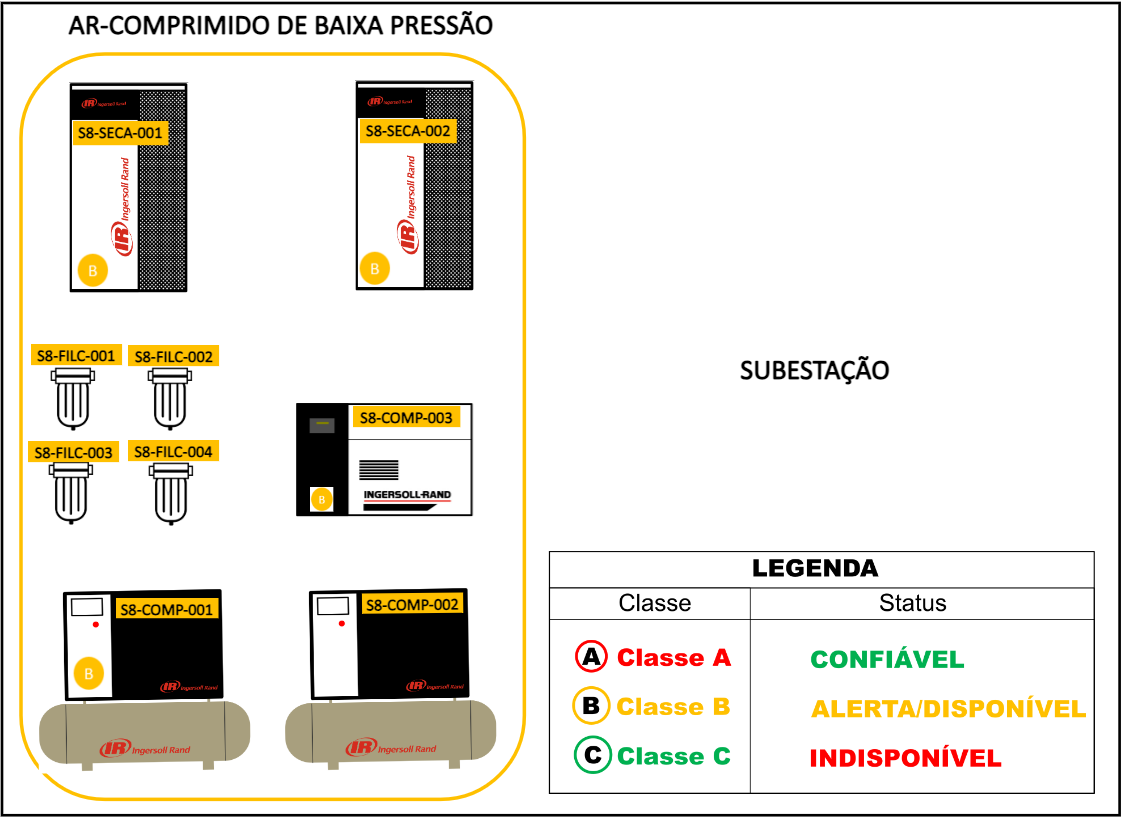 AR-COMPRIMIDO DE BAIXA PRESSÃO
IR Ingersoll Rand
S8-SECA-001
IR Ingersoll Rand
B
IR Ingersoll Rand
S8-SECA-002
IR Ingersoll Rand
B
S8-FILC-001
S8-FILC-002
S8-FILC-003
S8-FILC-004
S8-COMP-003
INGERSOLL-RAND
B
SUBESTAÇÃO
S8-COMP-001
B
IR Ingersoll Rand
IR Ingersoll Rand
S8-COMP-002
IR Ingersoll Rand
IR Ingersoll Rand
LEGENDA
Classe Status
A Classe A CONFIÁVEL
B Classe B ALERTA/DISPONÍVEL
C Classe C INDISPONÍVEL